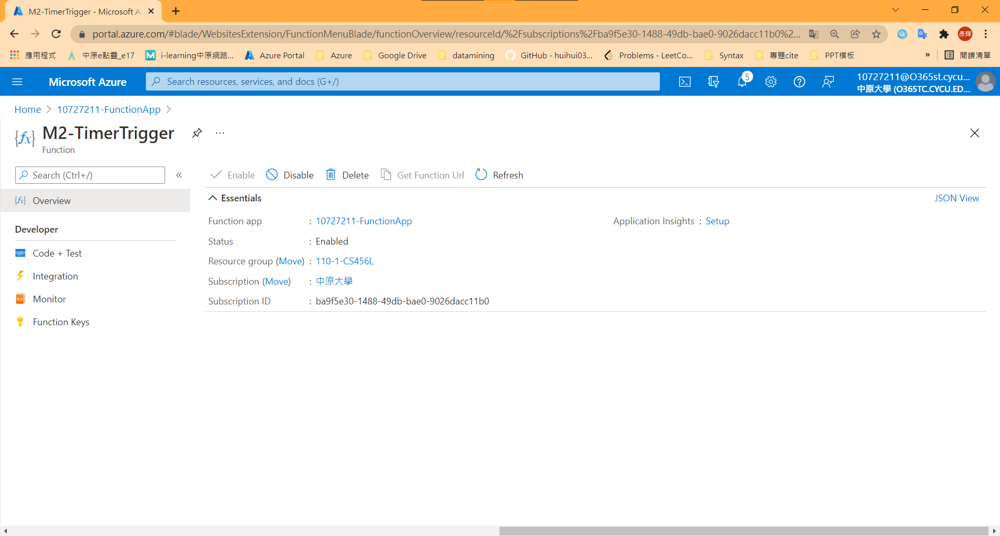 M2-TimerTrigger - Microsoft Az
portal.azure.com/#blade/WebsitesExtension/FunctionMenuBlade/functionOverview/resourceId/%2Fsubscriptions%2Fba9f5e30-1488-49db-bae0-9026dacc11b0%2...
彥輝
應用程式 中原e點靈_e17 i-learning中原網路... Azure Portal Azure Google Drive datamining GitHub - huihui03... Problems - LeetCo... Syntax 專題cite PPT模板 » 閱讀清單
Microsoft Azure Search resources, services, and docs (G+/) 5 10727211@O365st.cycu...
中原大學 (O365TC.CYCU.ED...
Home > 10727211-FunctionApp >
M2-TimerTrigger ...
Function
Search (Ctrl+/) « Enable Disable Delete Get Function Url Refresh
Overview
Essentials JSON View
Function app : 10727211-FunctionApp Application Insights : Setup
Developer
Status : Enabled
Code + Test
Resource group (Move) : 110-1-CS456L
Integration
Subscription (Move) : 中原大學
Monitor
Subscription ID : ba9f5e30-1488-49db-bae0-9026dacc11b0
Function Keys